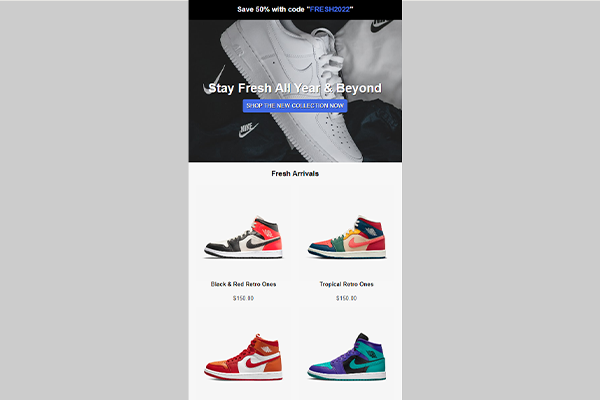 Save 50% with code "FRESH2022"
Stay Fresh All Year & Beyond
SHOP THE NEW COLLECTION NOW
NIKE
Fresh Arrivals
Black & Red Retro Ones
Tropical Retro Ones
$150.00
$150.00